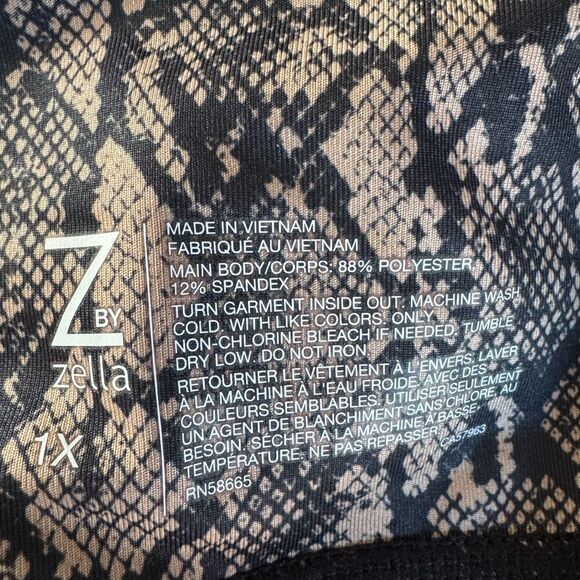 Z BY
zella
1X
MADE IN VIETNAM
FABRIQUÉ AU VIETNAM
MAIN BODY/CORPS: 88% POLYESTER,
12% SPANDEX
TURN GARMENT INSIDE OUT. MACHINE WASH
COLD. WITH LIKE COLORS. ONLY
NON-CHLORINE BLEACH IF NEEDED. TUMBLE
DRY LOW. DO NOT IRON
RETOURNER LE VÊTEMENT À L'ENVERS. LAVER
À LA MACHINE À L'EAU FROIDE. AVEC DES
COULEURS SEMBLABLES. UTILISER SEULEMENT
UN AGENT DE BLANCHIMENT SANS CHLORE, AU
BESOIN. SÉCHER À LA MACHINE À BASSE
TEMPÉRATURE. NE PAS REPASSER. CA37963
RN58665